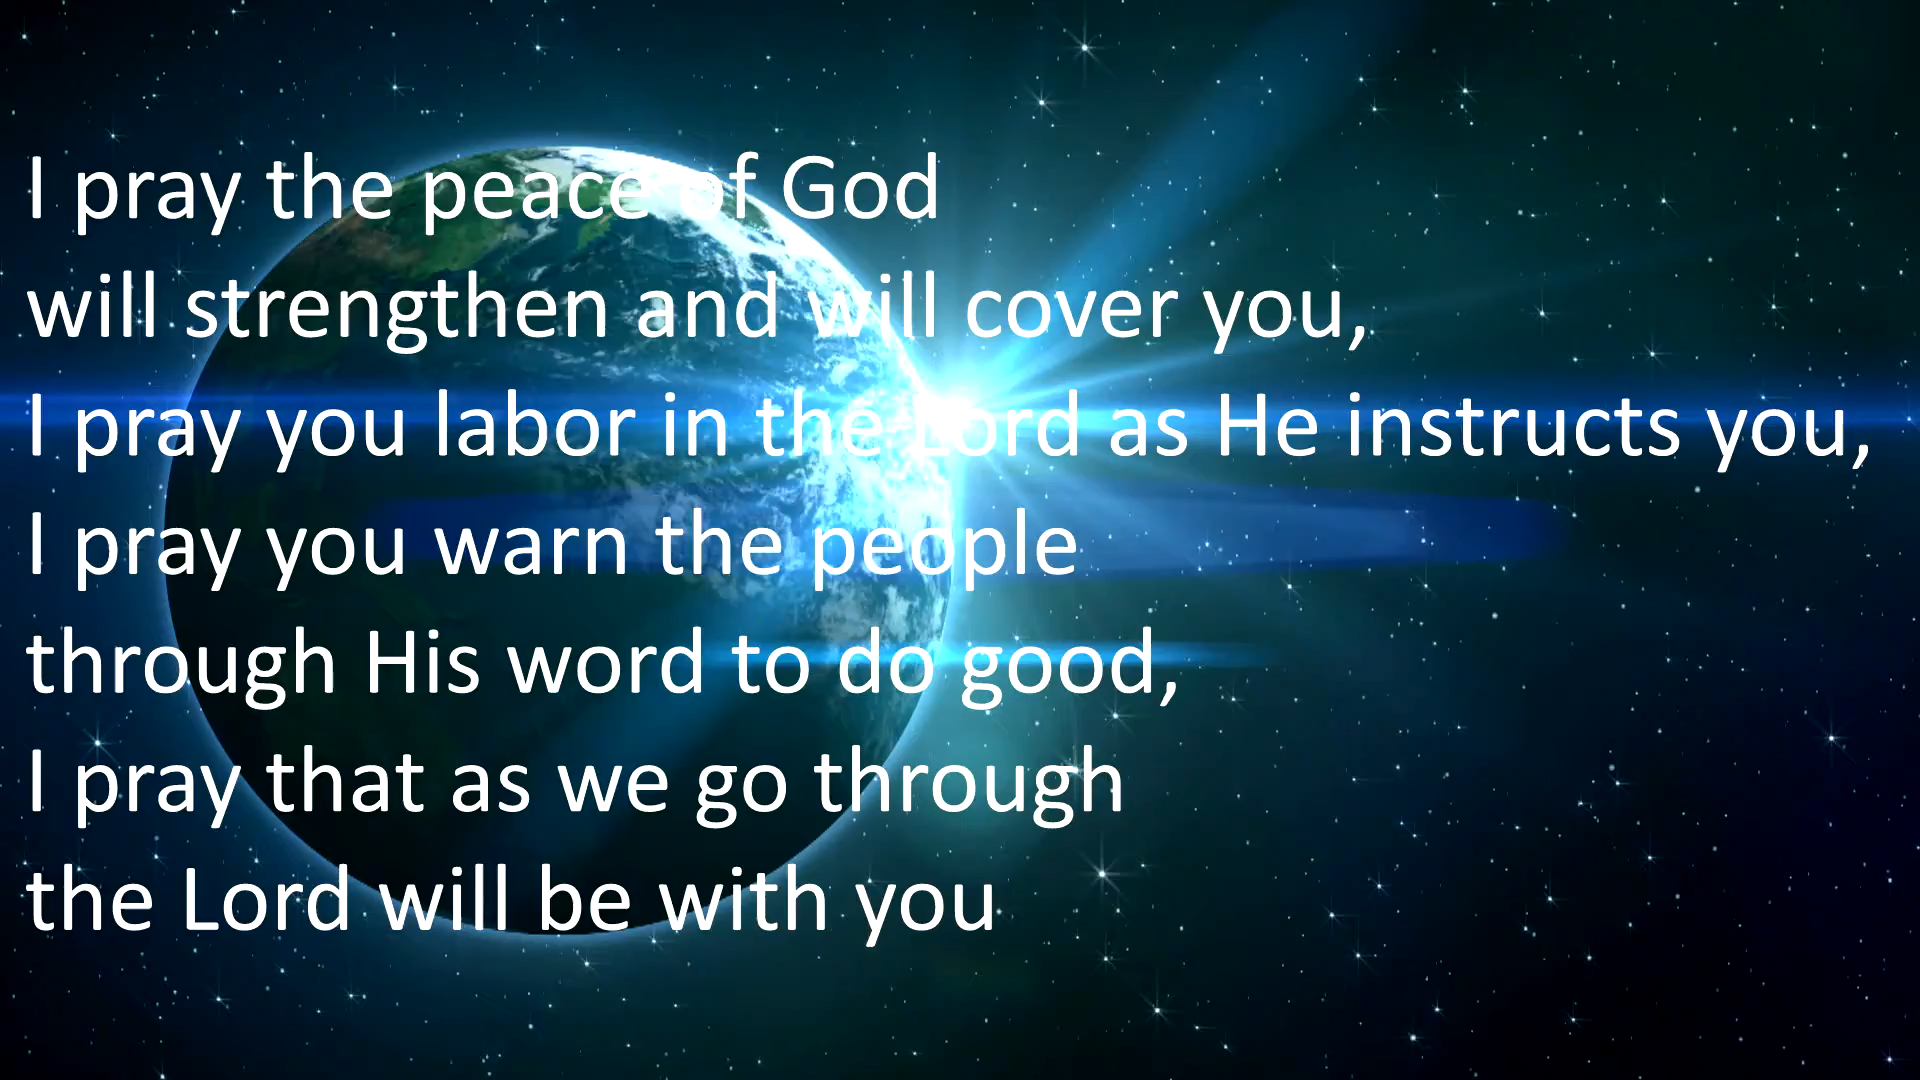 I pray the peace of God
will strengthen and will cover you,
I pray you labor in the Lord as He instructs you,
I pray you warn the people
through His word to do good,
I pray that as we go through
the Lord will be with you